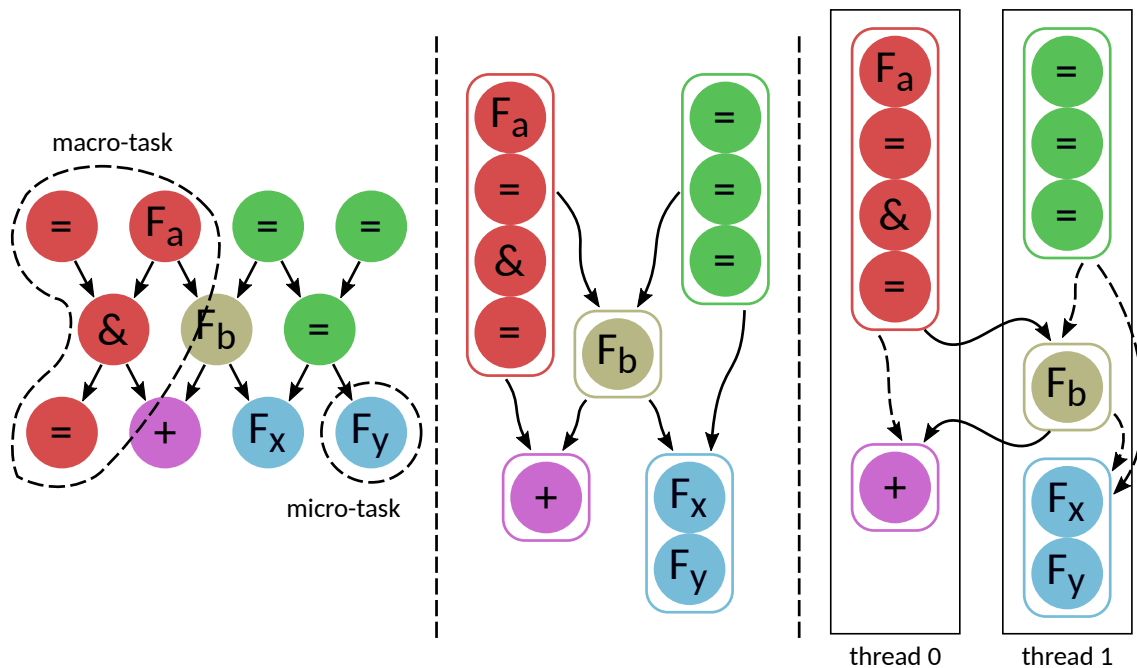 macro-task
= Fa = =
& Fb =
= + Fx Fy
micro-task
Fa
=
&
=
=
=
=
Fb
+
Fx
Fy
Fa
=
&
=
+
thread 0
=
=
=
Fb
Fx
Fy
thread 1